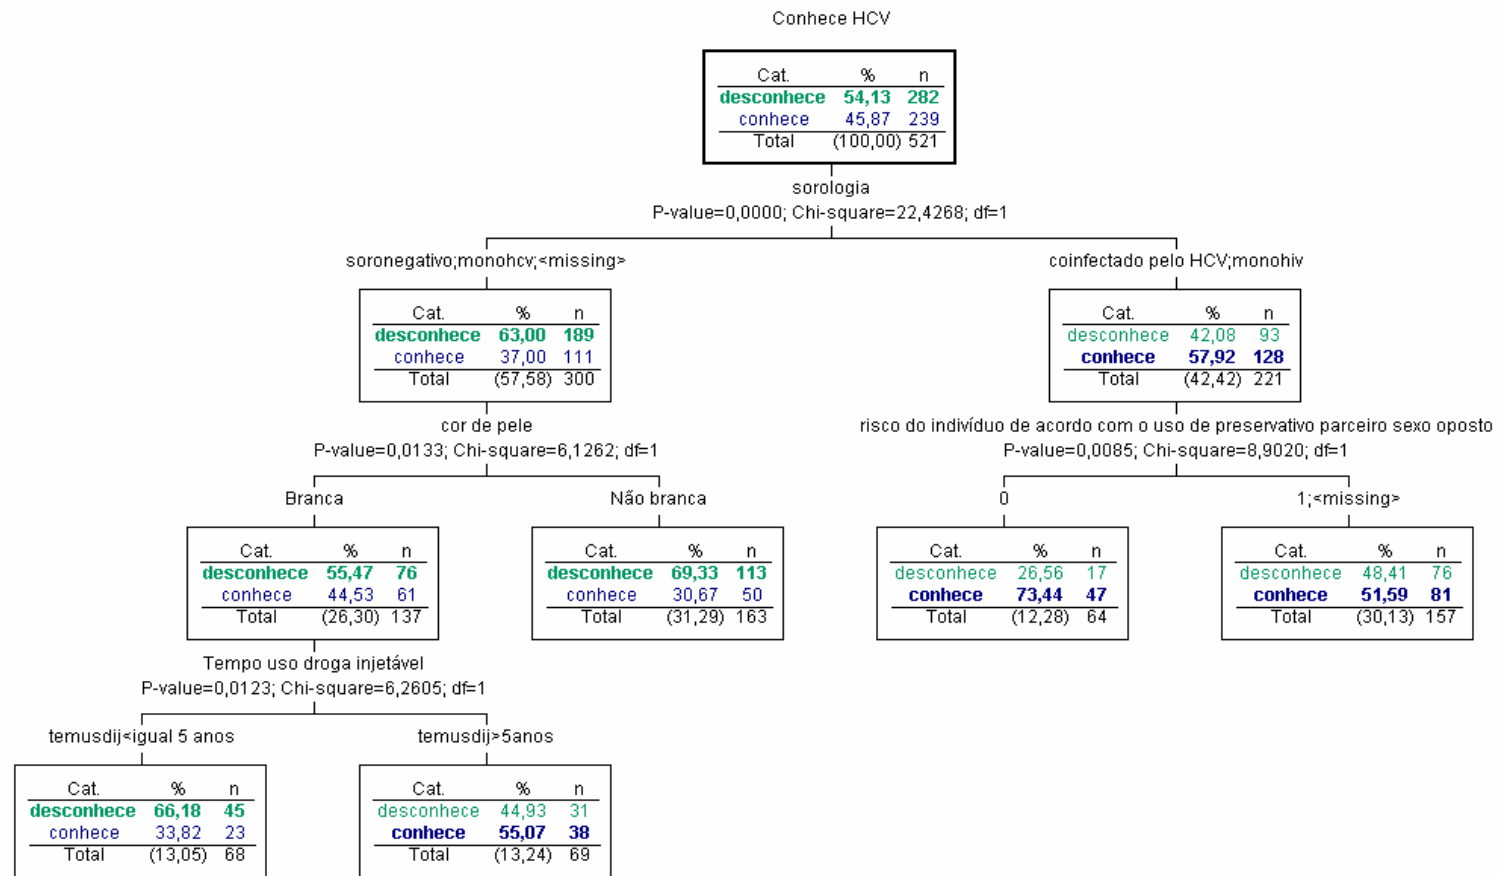 Conhece HCV
Cat. % n
desconhece 54,13 282
conhece 45,87 239
Total (100,00) 521
sorologia
P-value=0,0000; Chi-square=22,4268; df=1
soronegativo;monohcv;<missing>
Cat. % n
desconhece 63,00 189
conhece 37,00 111
Total (57,58) 300
coinfectado pelo HCV;monohiv
Cat. % n
desconhece 42,08 93
conhece 57,92 128
Total (42,42) 221
cor de pele
P-value=0,0133; Chi-square=6,1262; df=1
risco do indivíduo de acordo com o uso de preservativo parceiro sexo oposto
P-value=0,0085; Chi-square=8,9020; df=1
Branca
Cat. % n
desconhece 55,47 76
conhece 44,53 61
Total (26,30) 137
Não branca
Cat. % n
desconhece 69,33 113
conhece 30,67 50
Total (31,29) 163
0
Cat. % n
desconhece 26,56 17
conhece 73,44 47
Total (12,28) 64
1;<missing>
Cat. % n
desconhece 48,41 76
conhece 51,59 81
Total (30,13) 157
Tempo uso droga injetável
P-value=0,0123; Chi-square=6,2605; df=1
temusdij<igual 5 anos
Cat. % n
desconhece 66,18 45
conhece 33,82 23
Total (13,05) 68
temusdij>5anos
Cat. % n
desconhece 44,93 31
conhece 55,07 38
Total (13,24) 69